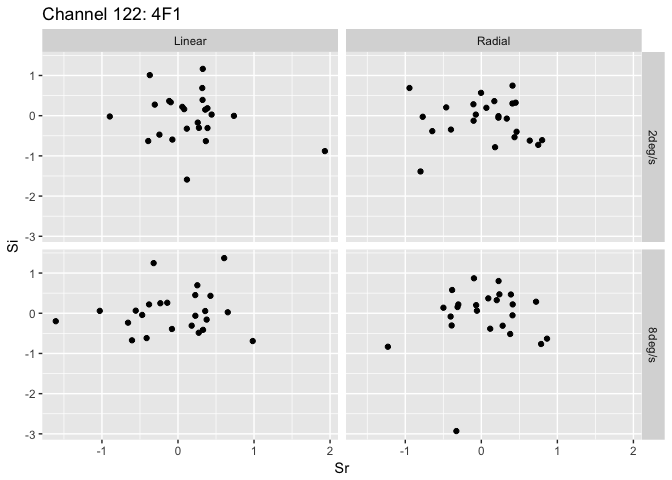 Channel 122: 4F1
Linear
Radial
1
0
-1
-2
-3
2deg/s
Si
1
0
-1
-2
-3
8deg/s
-1 0 1 2
-1 0 1 2
Sr